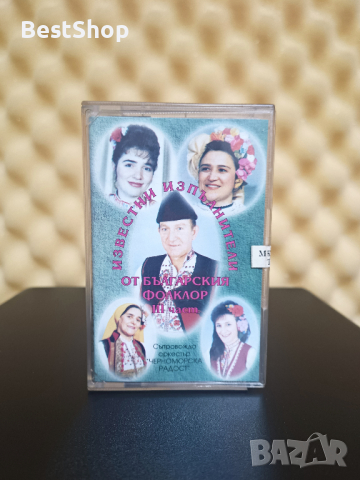 BestShop
ИЗВЕСТНИ ИЗПЪЛНИТЕЛИ
ОТ БЪЛГАРСКИЯ
ФОЛКЛОР
III част
Съпровожда
оркестър
"ЧЕРНОМОРСКА
РАДОСТ"
BAZAR